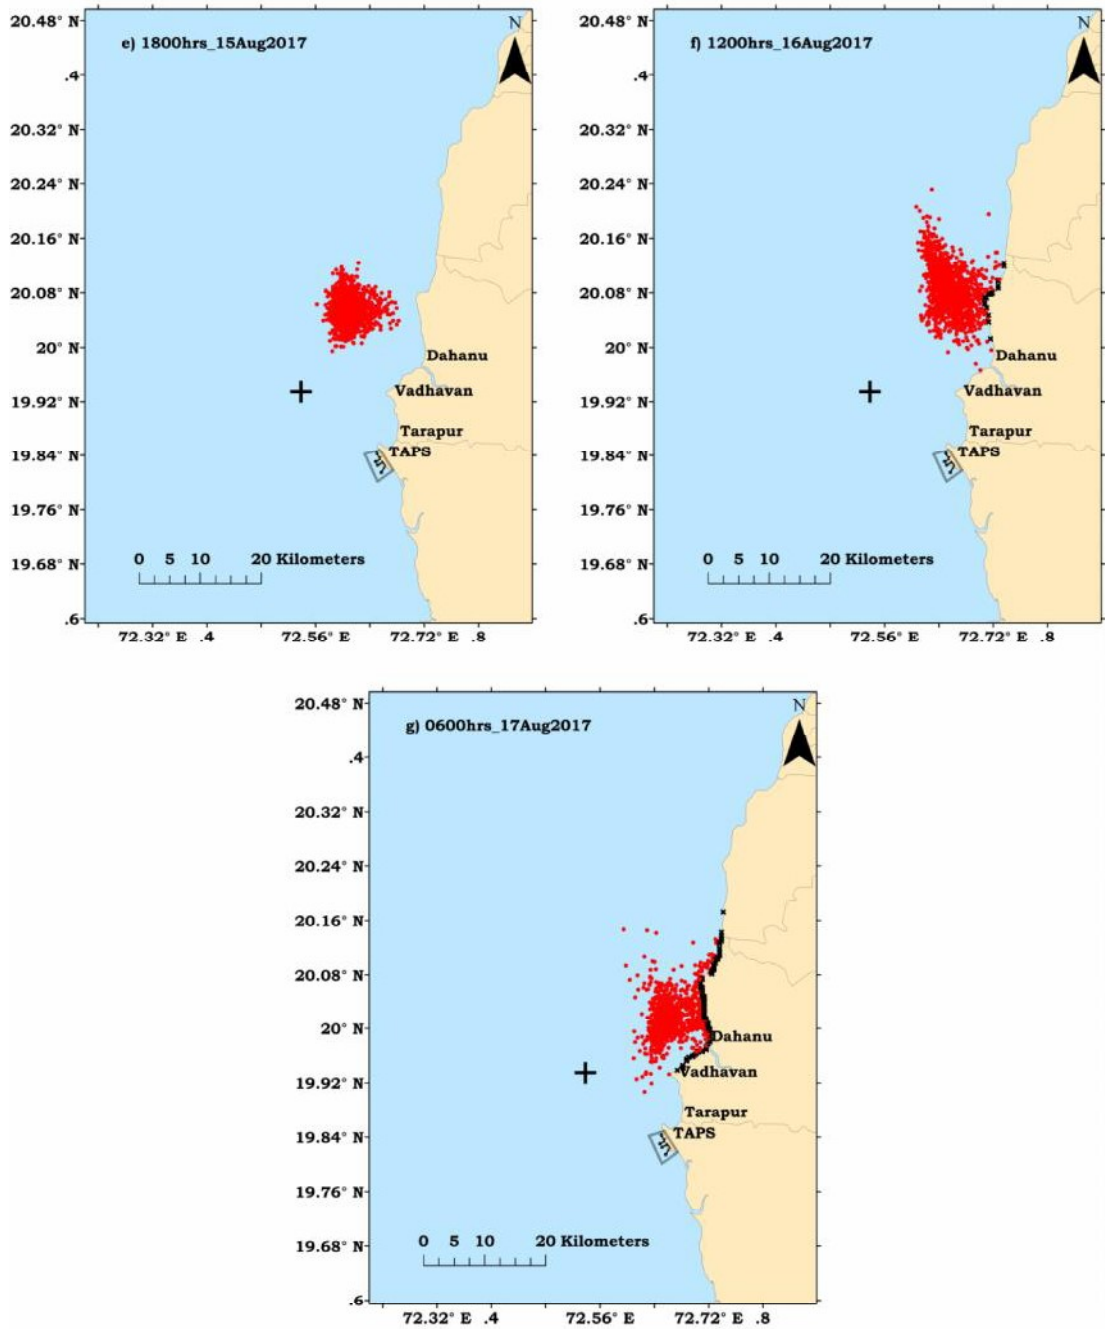 20.48° N
N
e) 1800hrs_15Aug2017
.4
20.32° N
20.24° N
20.16° N
20.08° N
20° N
Dahanu
19.92° N
Vadhavan
Tarapur
19.84° N
TAPS
19.76° N
19.68° N
0 5 10 20 Kilometers
.6
72.32° E .4 72.56° E 72.72° E .8
20.48° N
N
f) 1200hrs_16Aug2017
.4
20.32° N
20.24° N
20.16° N
20.08° N
20° N
Dahanu
19.92° N
Vadhavan
Tarapur
19.84° N
TAPS
19.76° N
19.68° N
0 5 10 20 Kilometers
.6
72.32° E .4 72.56° E 72.72° E .8
20.48° N
N
g) 0600hrs_17Aug2017
.4
20.32° N
20.24° N
20.16° N
20.08° N
20° N
Dahanu
19.92° N
Vadhavan
Tarapur
19.84° N
TAPS
19.76° N
19.68° N
0 5 10 20 Kilometers
.6
72.32° E .4 72.56° E 72.72° E .8